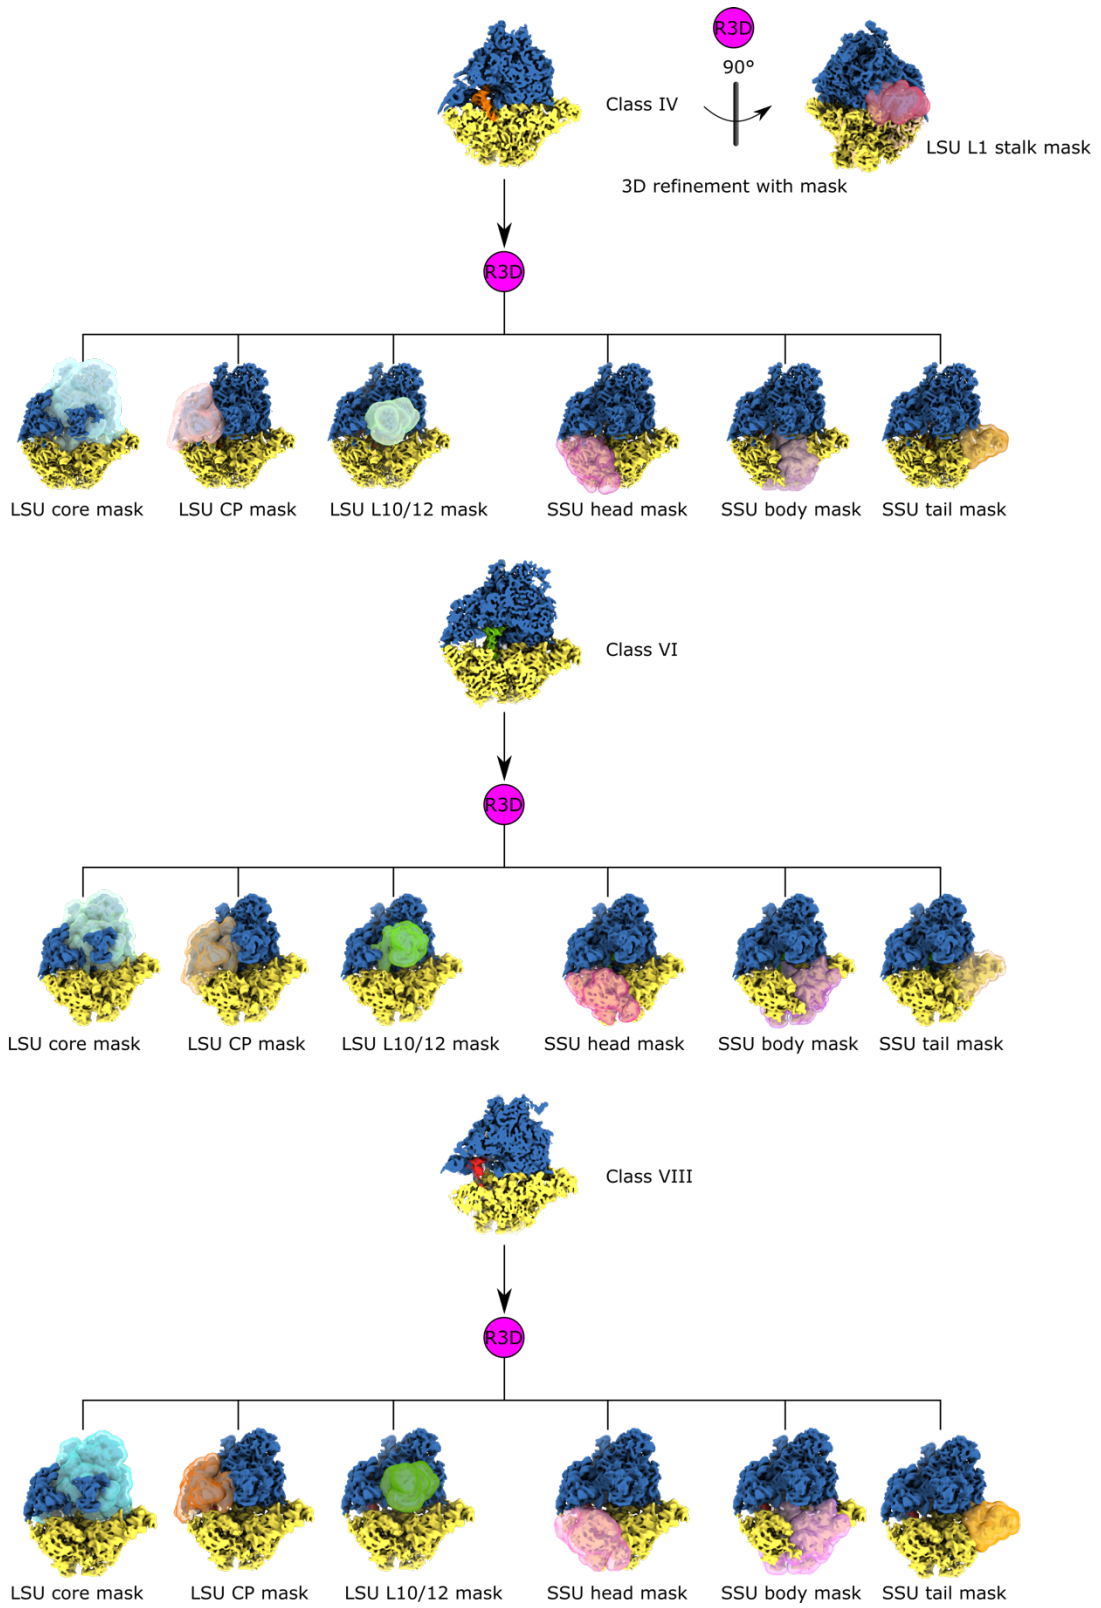 R3D
90°
Class IV
LSU L1 stalk mask
3D refinement with mask
R3D
LSU core mask
LSU CP mask
LSU L10/12 mask
SSU head mask
SSU body mask
SSU tail mask
Class VI
R3D
LSU core mask
LSU CP mask
LSU L10/12 mask
SSU head mask
SSU body mask
SSU tail mask
Class VIII
R3D
LSU core mask
LSU CP mask
LSU L10/12 mask
SSU head mask
SSU body mask
SSU tail mask